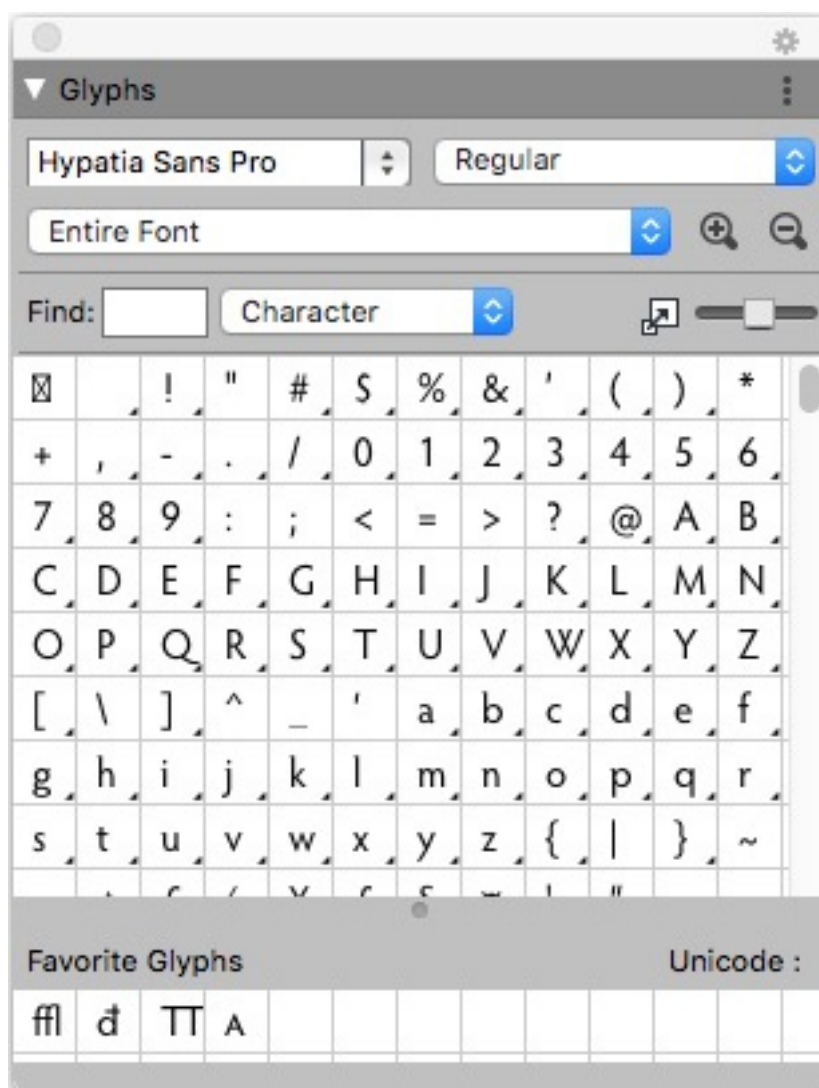 Glyphs
Hypatia Sans Pro Regular
Entire Font
Find: Character
! " # $ % & ' ( ) *
+ , - . / 0 1 2 3 4 5 6
7 8 9 : ; < = > ? @ A B
C D E F G H I J K L M N
O P Q R S T U V W X Y Z
[ \ ] ^ _ ' a b c d e f
g h i j k l m n o p q r
s t u v w x y z { | } ~
Favorite Glyphs Unicode :
ffl đ TT ᴀ